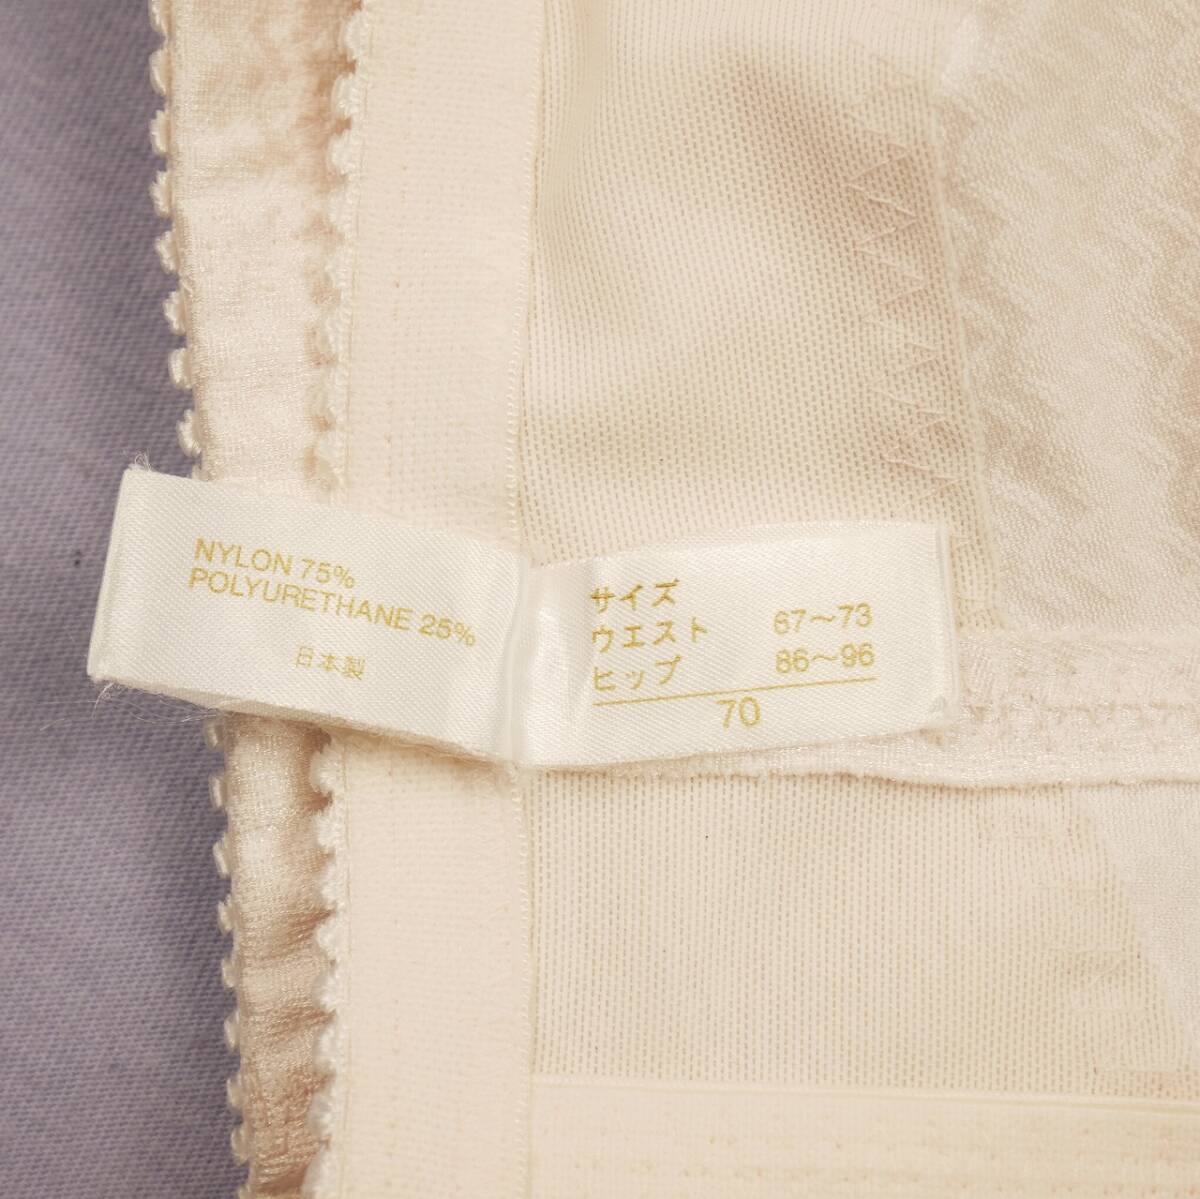 NYLON 75%
POLYURETHANE 25%
日本製
サイズ
ウエスト 67～73
ヒップ 86～96
70